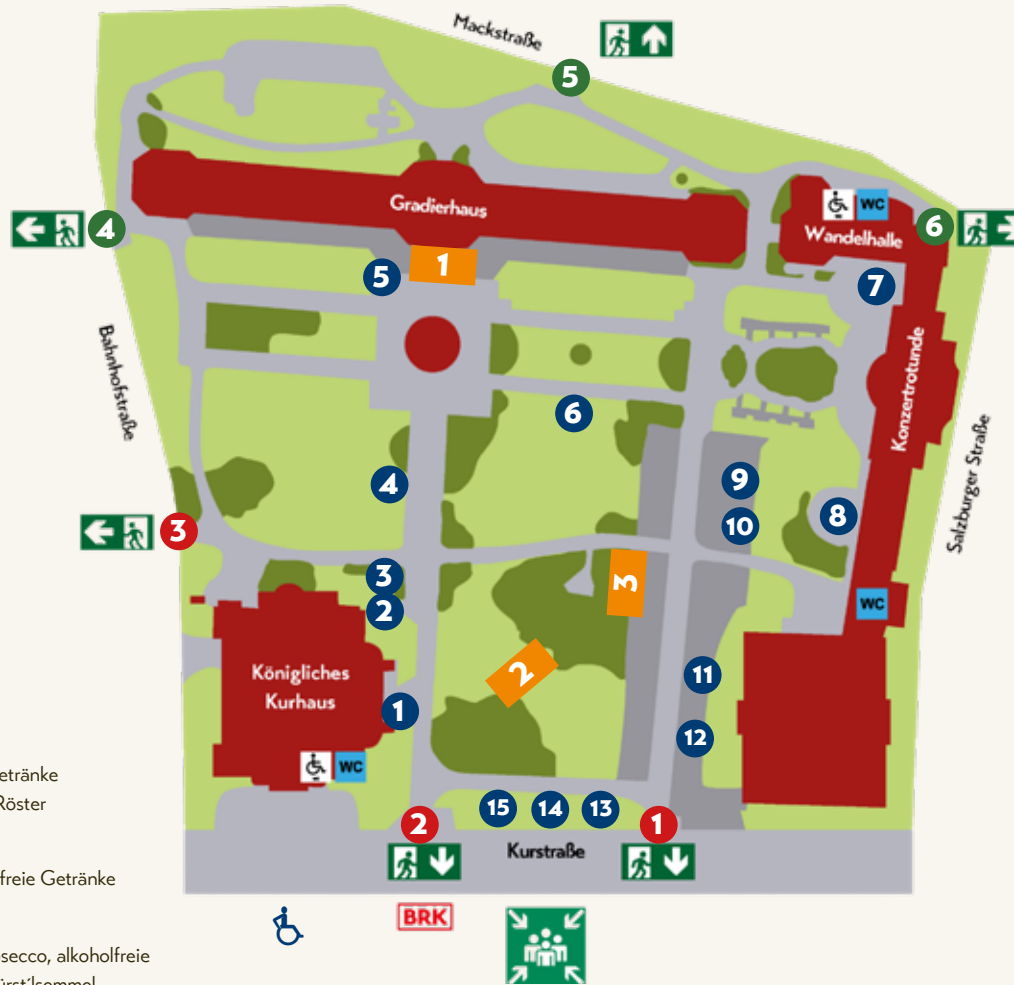 Mackstraße
5
4
Gradierhaus
WC
Wandelhalle
6
1
5
7
Bahnhofstraße
Konzertrotunde
Salzburger Straße
6
4
9
10
8
3
3
3
2
WC
Königliches
Kurhaus
2
11
1
12
WC
15
14
13
2
1
Kurstraße
BRK
etränke
Röster
freie Getränke
secco, alkoholfreie